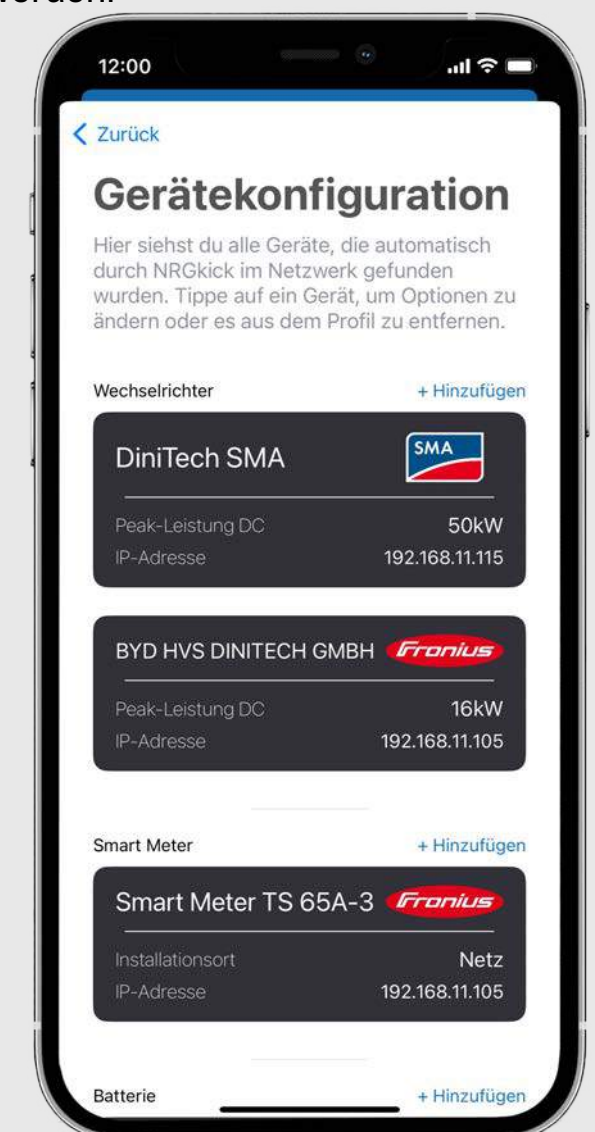 12:00
Zurück
Gerätekonfiguration
Hier siehst du alle Geräte, die automatisch
durch NRGkick im Netzwerk gefunden
wurden. Tippe auf ein Gerät, um Optionen zu
ändern oder es aus dem Profil zu entfernen.
Wechselrichter + Hinzufügen
DiniTech SMA SMA
Peak-Leistung DC 50kW
IP-Adresse 192.168.11.115
BYD HVS DINITECH GMBH Fronius
Peak-Leistung DC 16kW
IP-Adresse 192.168.11.105
Smart Meter + Hinzufügen
Smart Meter TS 65A-3 Fronius
Installationsort Netz
IP-Adresse 192.168.11.105
Batterie + Hinzufügen